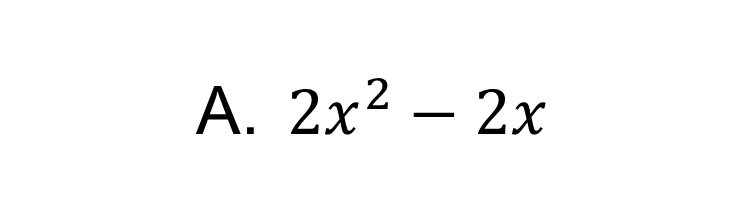 A. 2x² − 2x